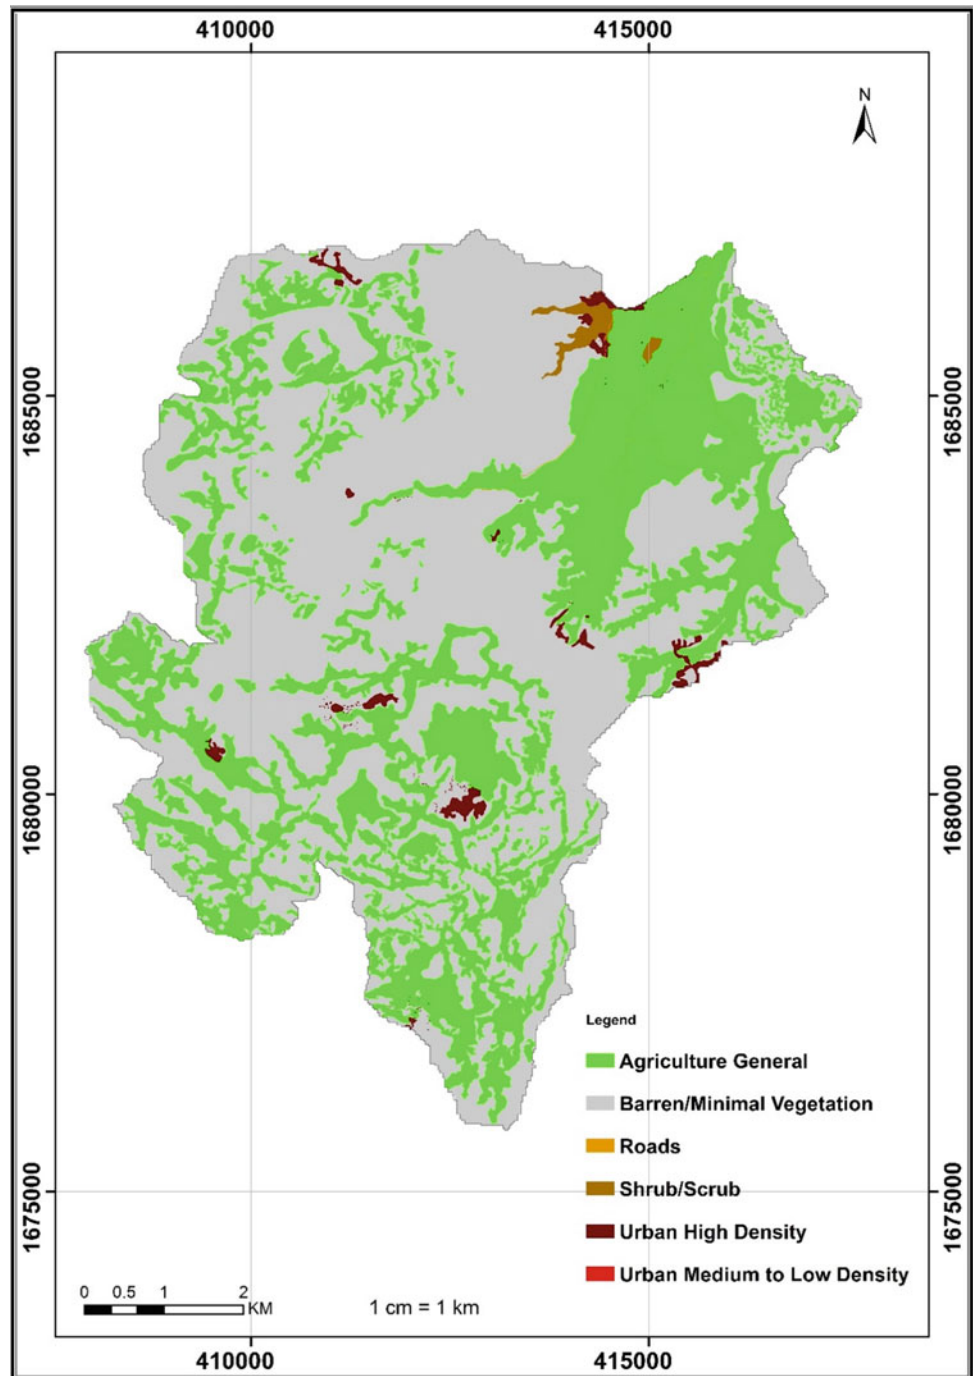 410000 415000
N
1685000 1685000
1680000 1680000
Legend
Agriculture General
Barren/Minimal Vegetation
Roads
1675000 1675000
Shrub/Scrub
Urban High Density
Urban Medium to Low Density
0 0.5 1 2
KM
1 cm = 1 km
410000 415000